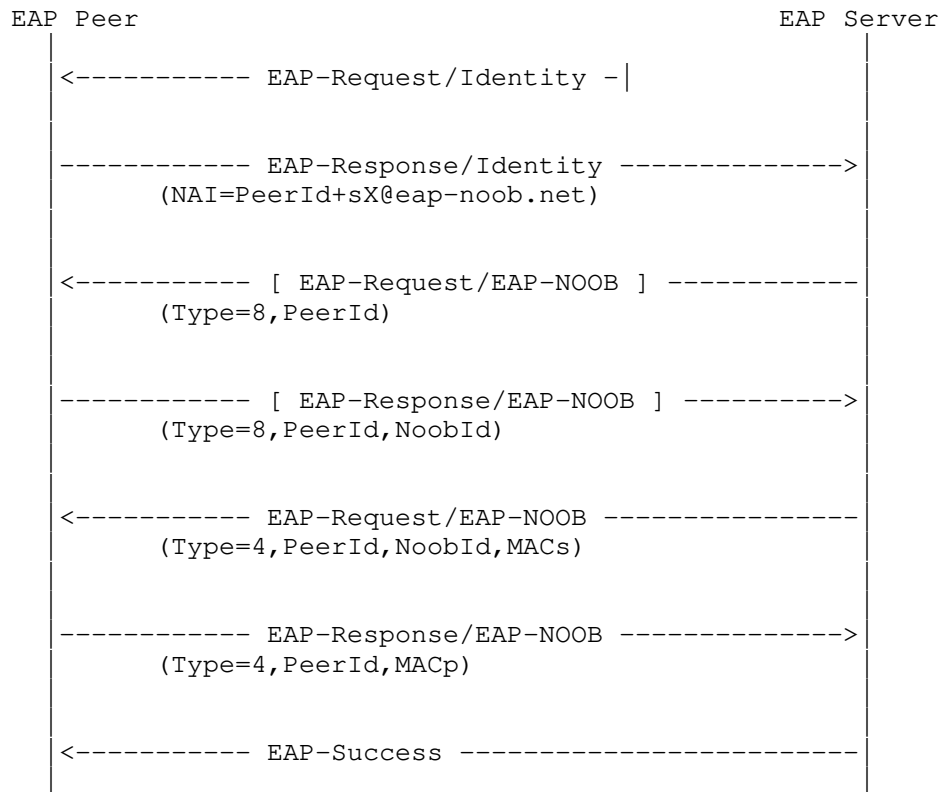 EAP Peer EAP Server
<----------- EAP-Request/Identity -|
------------ EAP-Response/Identity -------------->
(NAI=PeerId+sX@eap-noob.net)
<----------- [ EAP-Request/EAP-NOOB ] ------------
(Type=8,PeerId)
------------ [ EAP-Response/EAP-NOOB ] ---------->
(Type=8,PeerId,NoobId)
<----------- EAP-Request/EAP-NOOB ----------------
(Type=4,PeerId,NoobId,MACs)
------------ EAP-Response/EAP-NOOB -------------->
(Type=4,PeerId,MACp)
<----------- EAP-Success -------------------------